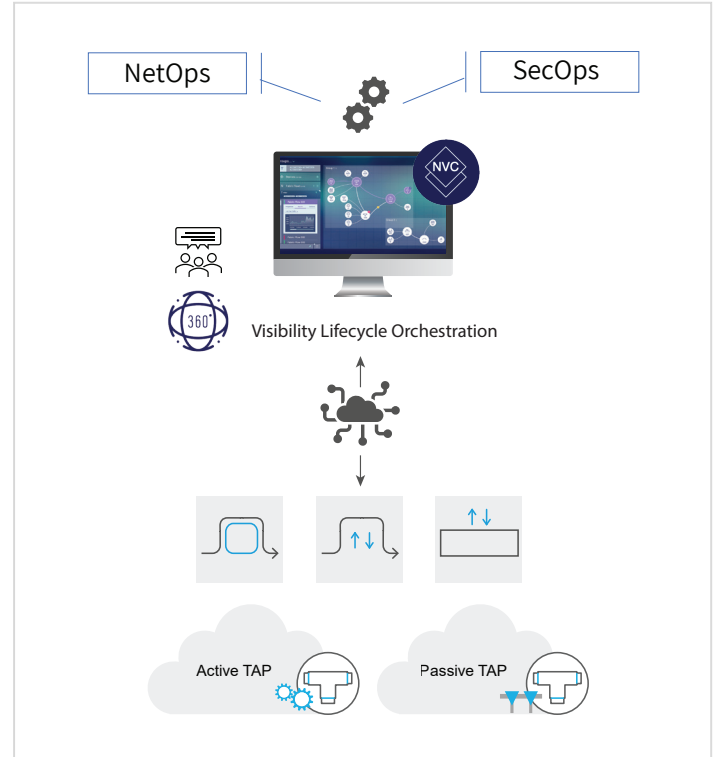 NetOps
SecOps
NVC
360°
Visibility Lifecycle Orchestration
Active TAP
Passive TAP